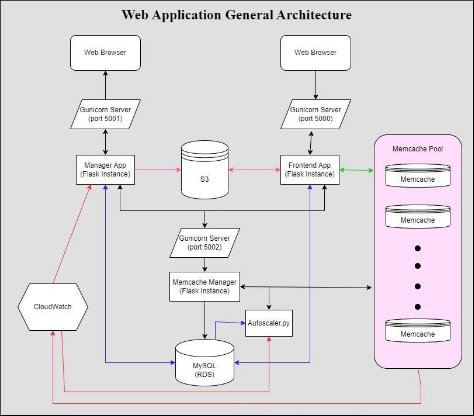 Web Application General Architecture
Web Browser
Web Browser
Gunicorn Server
(port 5001)
Gunicorn Server
(port 5000)
Memcache Pool
Manager App
(Flask Instance)
S3
Frontend App
(Flask Instance)
Memcache
Memcache
Gunicorn Server
(port 5002)
Memcache Manager
(Flask Instance)
CloudWatch
Autoscaler.py
Memcache
MySQL
(RDS)